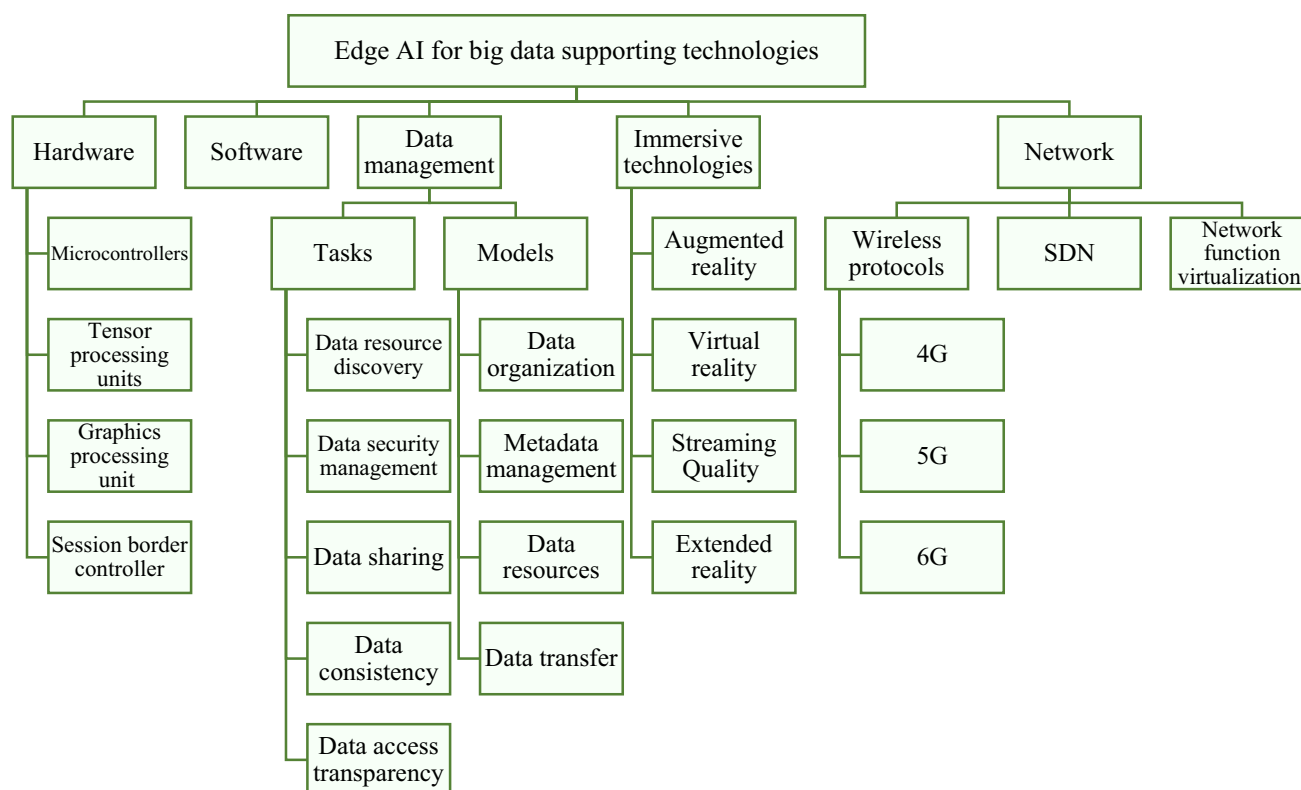 Edge AI for big data supporting technologies
Hardware
Software
Data
management
Immersive
technologies
Network
Microcontrollers
Tensor
processing
units
Graphics
processing
unit
Session border
controller
Tasks
Data resource
discovery
Data security
management
Data sharing
Data
consistency
Data access
transparency
Models
Data
organization
Metadata
management
Data
resources
Data transfer
Augmented
reality
Virtual
reality
Streaming
Quality
Extended
reality
Wireless
protocols
4G
5G
6G
SDN
Network
function
virtualization